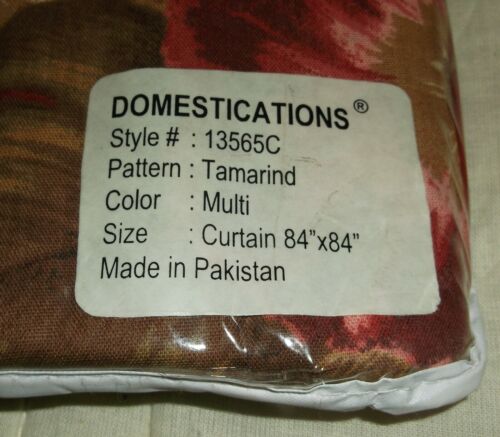 DOMESTICATIONS®
Style # : 13565C
Pattern : Tamarind
Color : Multi
Size : Curtain 84"x84"
Made in Pakistan